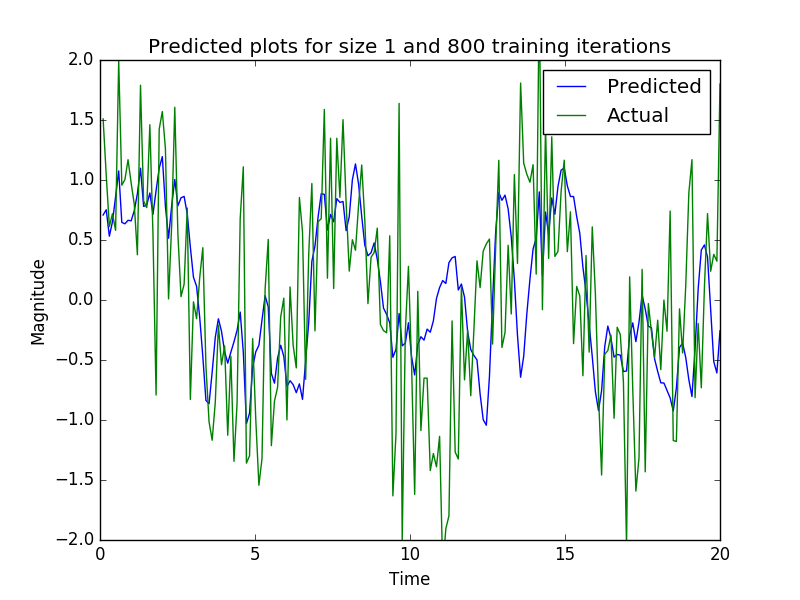 Predicted plots for size 1 and 800 training iterations
2.0
1.5
1.0
0.5
0.0
−0.5
−1.0
−1.5
−2.0
Magnitude
Predicted
Actual
0 5 10 15 20
Time